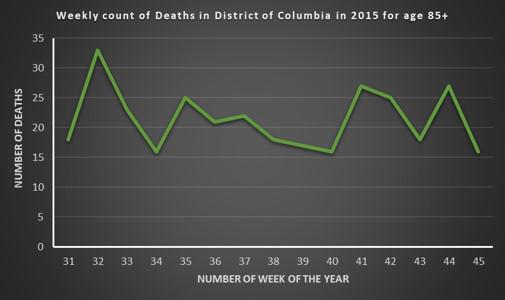 Weekly count of Deaths in District of Columbia in 2015 for age 85+
35
30
25
20
15
10
5
0
NUMBER OF DEATHS
31 32 33 34 35 36 37 38 39 40 41 42 43 44 45
NUMBER OF WEEK OF THE YEAR